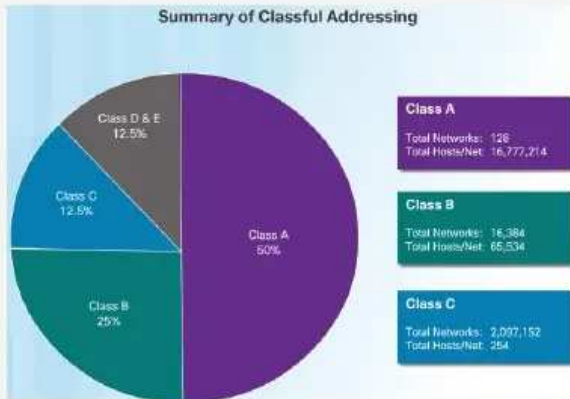 Summary of Classful Addressing
Class D & E
12.5%
Class C
12.5%
Class A
50%
Class B
25%
Class A
Total Networks: 128
Total Hosts/Net: 16,777,214
Class B
Total Networks: 16,384
Total Hosts/Net: 65,534
Class C
Total Networks: 2,097,152
Total Hosts/Net: 254